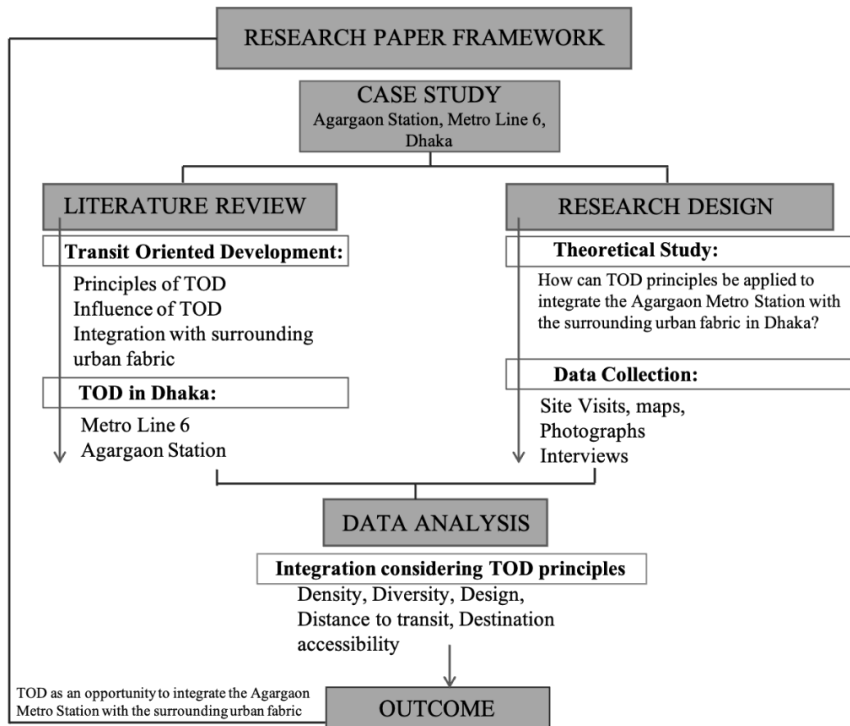 RESEARCH PAPER FRAMEWORK
CASE STUDY
Agargaon Station, Metro Line 6,
Dhaka
LITERATURE REVIEW
Transit Oriented Development:
Principles of TOD
Influence of TOD
Integration with surrounding
urban fabric
TOD in Dhaka:
Metro Line 6
Agargaon Station
RESEARCH DESIGN
Theoretical Study:
How can TOD principles be applied to
integrate the Agargaon Metro Station with
the surrounding urban fabric in Dhaka?
Data Collection:
Site Visits, maps,
Photographs
Interviews
DATA ANALYSIS
Integration considering TOD principles
Density, Diversity, Design,
Distance to transit, Destination
accessibility
TOD as an opportunity to integrate the Agargaon
Metro Station with the surrounding urban fabric
OUTCOME